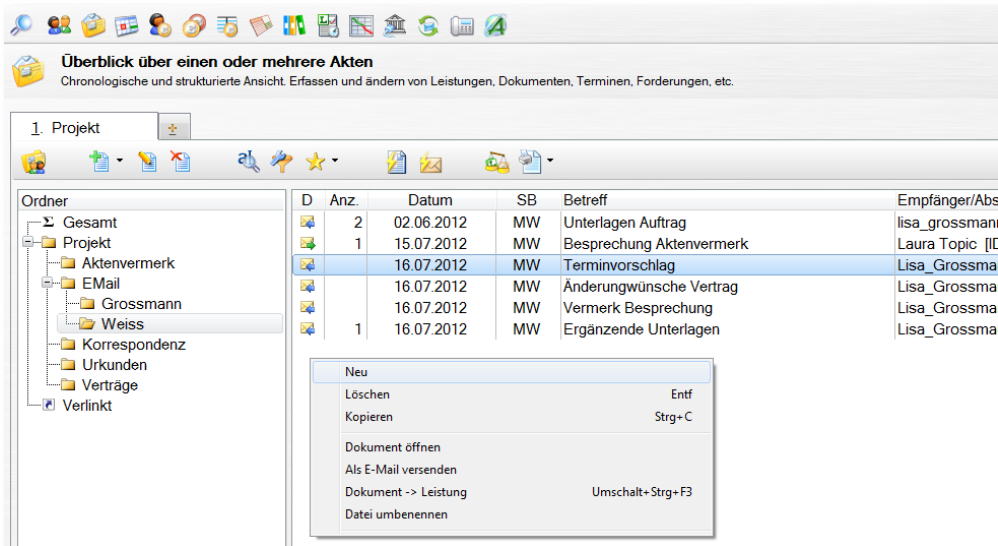 Überblick über einen oder mehrere Akten
Chronologische und strukturierte Ansicht. Erfassen und ändern von Leistungen, Dokumenten, Terminen, Forderungen, etc.
1. Projekt
Ordner
Σ Gesamt
Projekt
Aktenvermerk
EMail
Grossmann
Weiss
Korrespondenz
Urkunden
Verträge
Verlinkt
D Anz. Datum SB Betreff Empfänger/Abs
2 02.06.2012 MW Unterlagen Auftrag lisa_grossmann
1 15.07.2012 MW Besprechung Aktenvermerk Laura Topic [ID
16.07.2012 MW Terminvorschlag Lisa_Grossma
16.07.2012 MW Änderungwünsche Vertrag Lisa_Grossma
16.07.2012 MW Vermerk Besprechung Lisa_Grossma
1 16.07.2012 MW Ergänzende Unterlagen Lisa_Grossma
Neu
Löschen Entf
Kopieren Strg+C
Dokument öffnen
Als E-Mail versenden
Dokument -> Leistung Umschalt+Strg+F3
Datei umbenennen